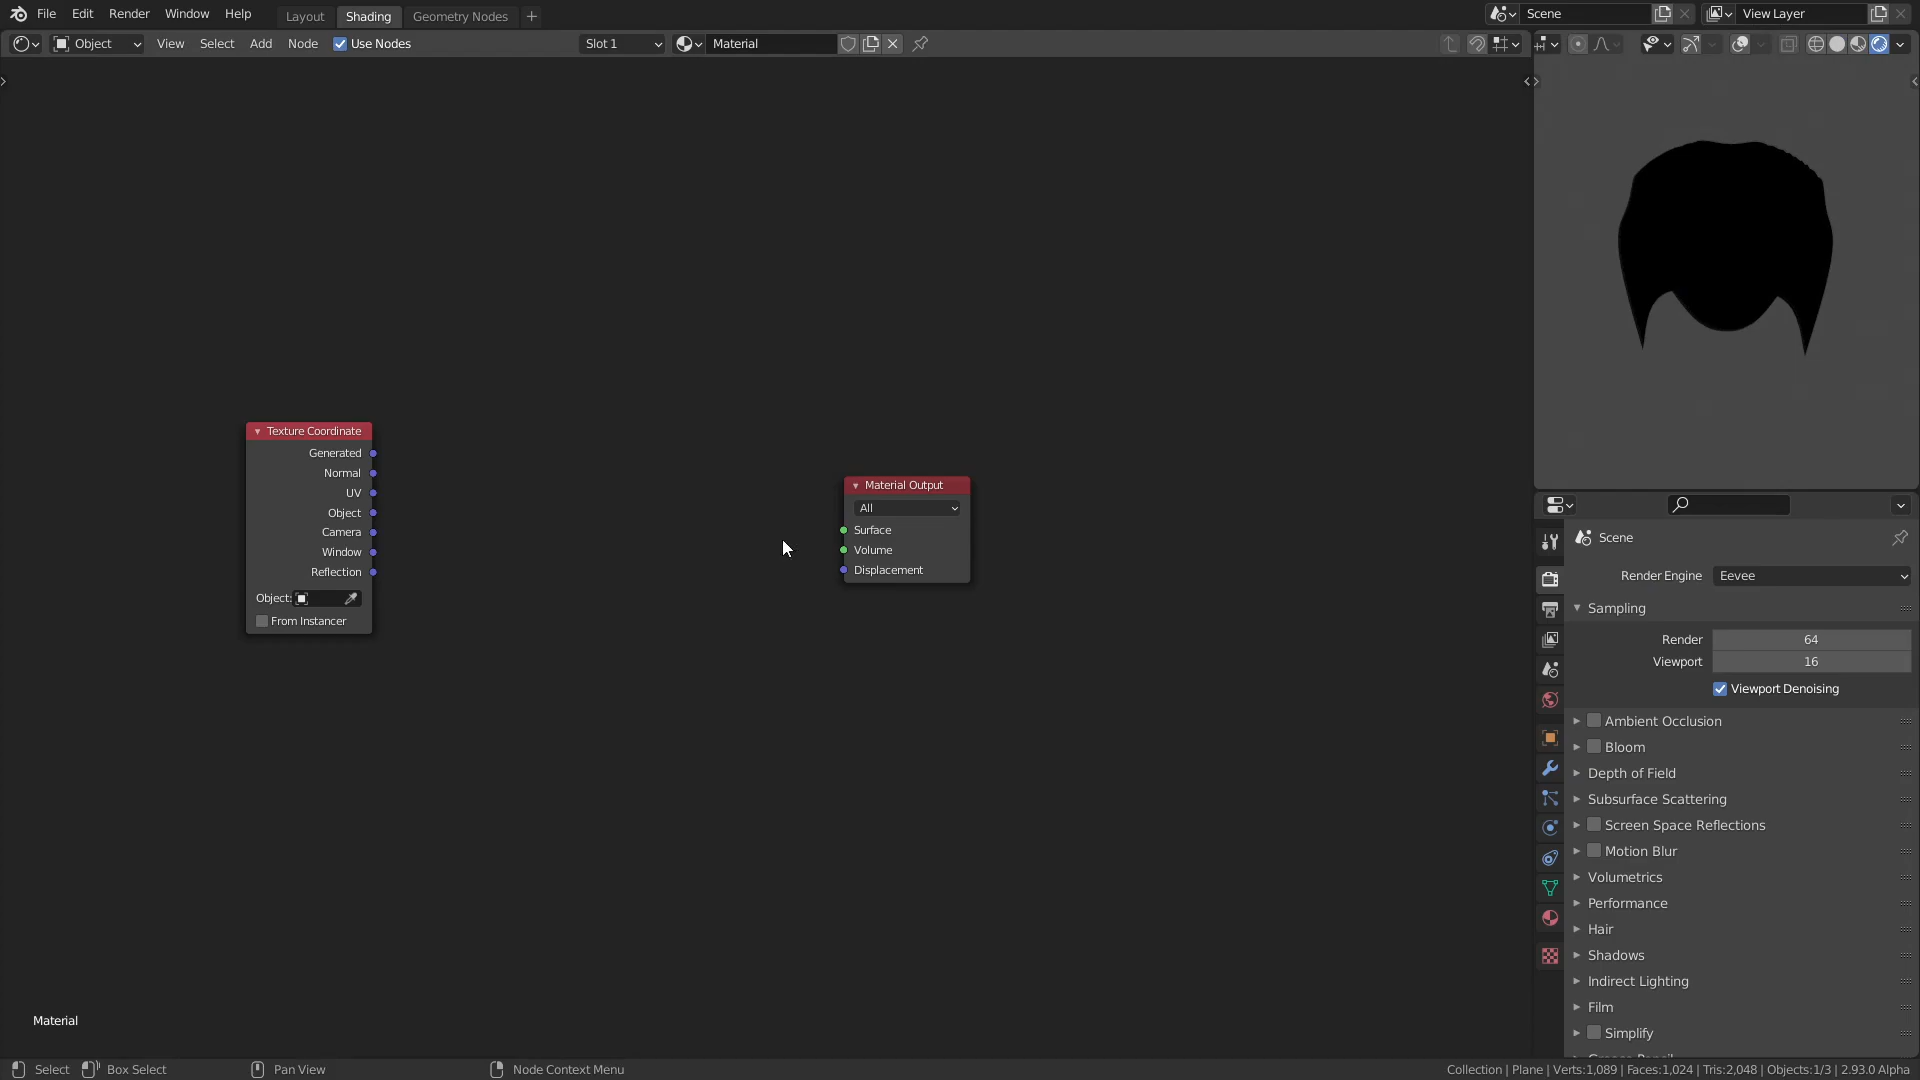 File Edit Render Window Help Layout Shading Geometry Nodes + Scene View Layer
Object View Select Add Node Use Nodes Slot 1 Material
Texture Coordinate
Generated
Normal
UV
Object
Camera
Window
Reflection
Object:
From Instancer
Material Output
All
Surface
Volume
Displacement
Scene
Render Engine Eevee
Sampling
Render 64
Viewport 16
Viewport Denoising
Ambient Occlusion
Bloom
Depth of Field
Subsurface Scattering
Screen Space Reflections
Motion Blur
Volumetrics
Performance
Hair
Shadows
Indirect Lighting
Film
Simplify
Grease Pencil
Material
Select Box Select Pan View Node Context Menu Collection | Plane | Verts:1,089 | Faces:1,024 | Tris:2,048 | Objects:1/3 | 2.93.0 Alpha